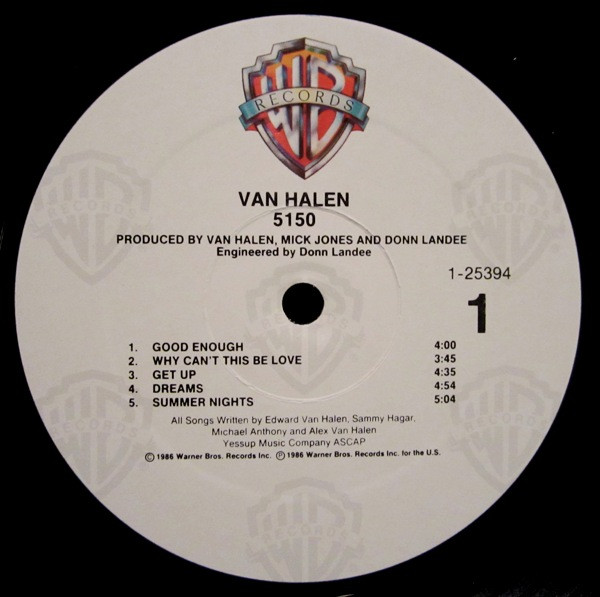 WB
RECORDS
VAN HALEN
5150
PRODUCED BY VAN HALEN, MICK JONES AND DONN LANDEE
Engineered by Donn Landee
1-25394
1
1. GOOD ENOUGH 4:00
2. WHY CAN'T THIS BE LOVE 3:45
3. GET UP 4:35
4. DREAMS 4:54
5. SUMMER NIGHTS 5:04
All Songs Written by Edward Van Halen, Sammy Hagar,
Michael Anthony and Alex Van Halen
Yessup Music Company ASCAP
©1986 Warner Bros. Records Inc. ℗1986 Warner Bros. Records Inc. for the U.S.